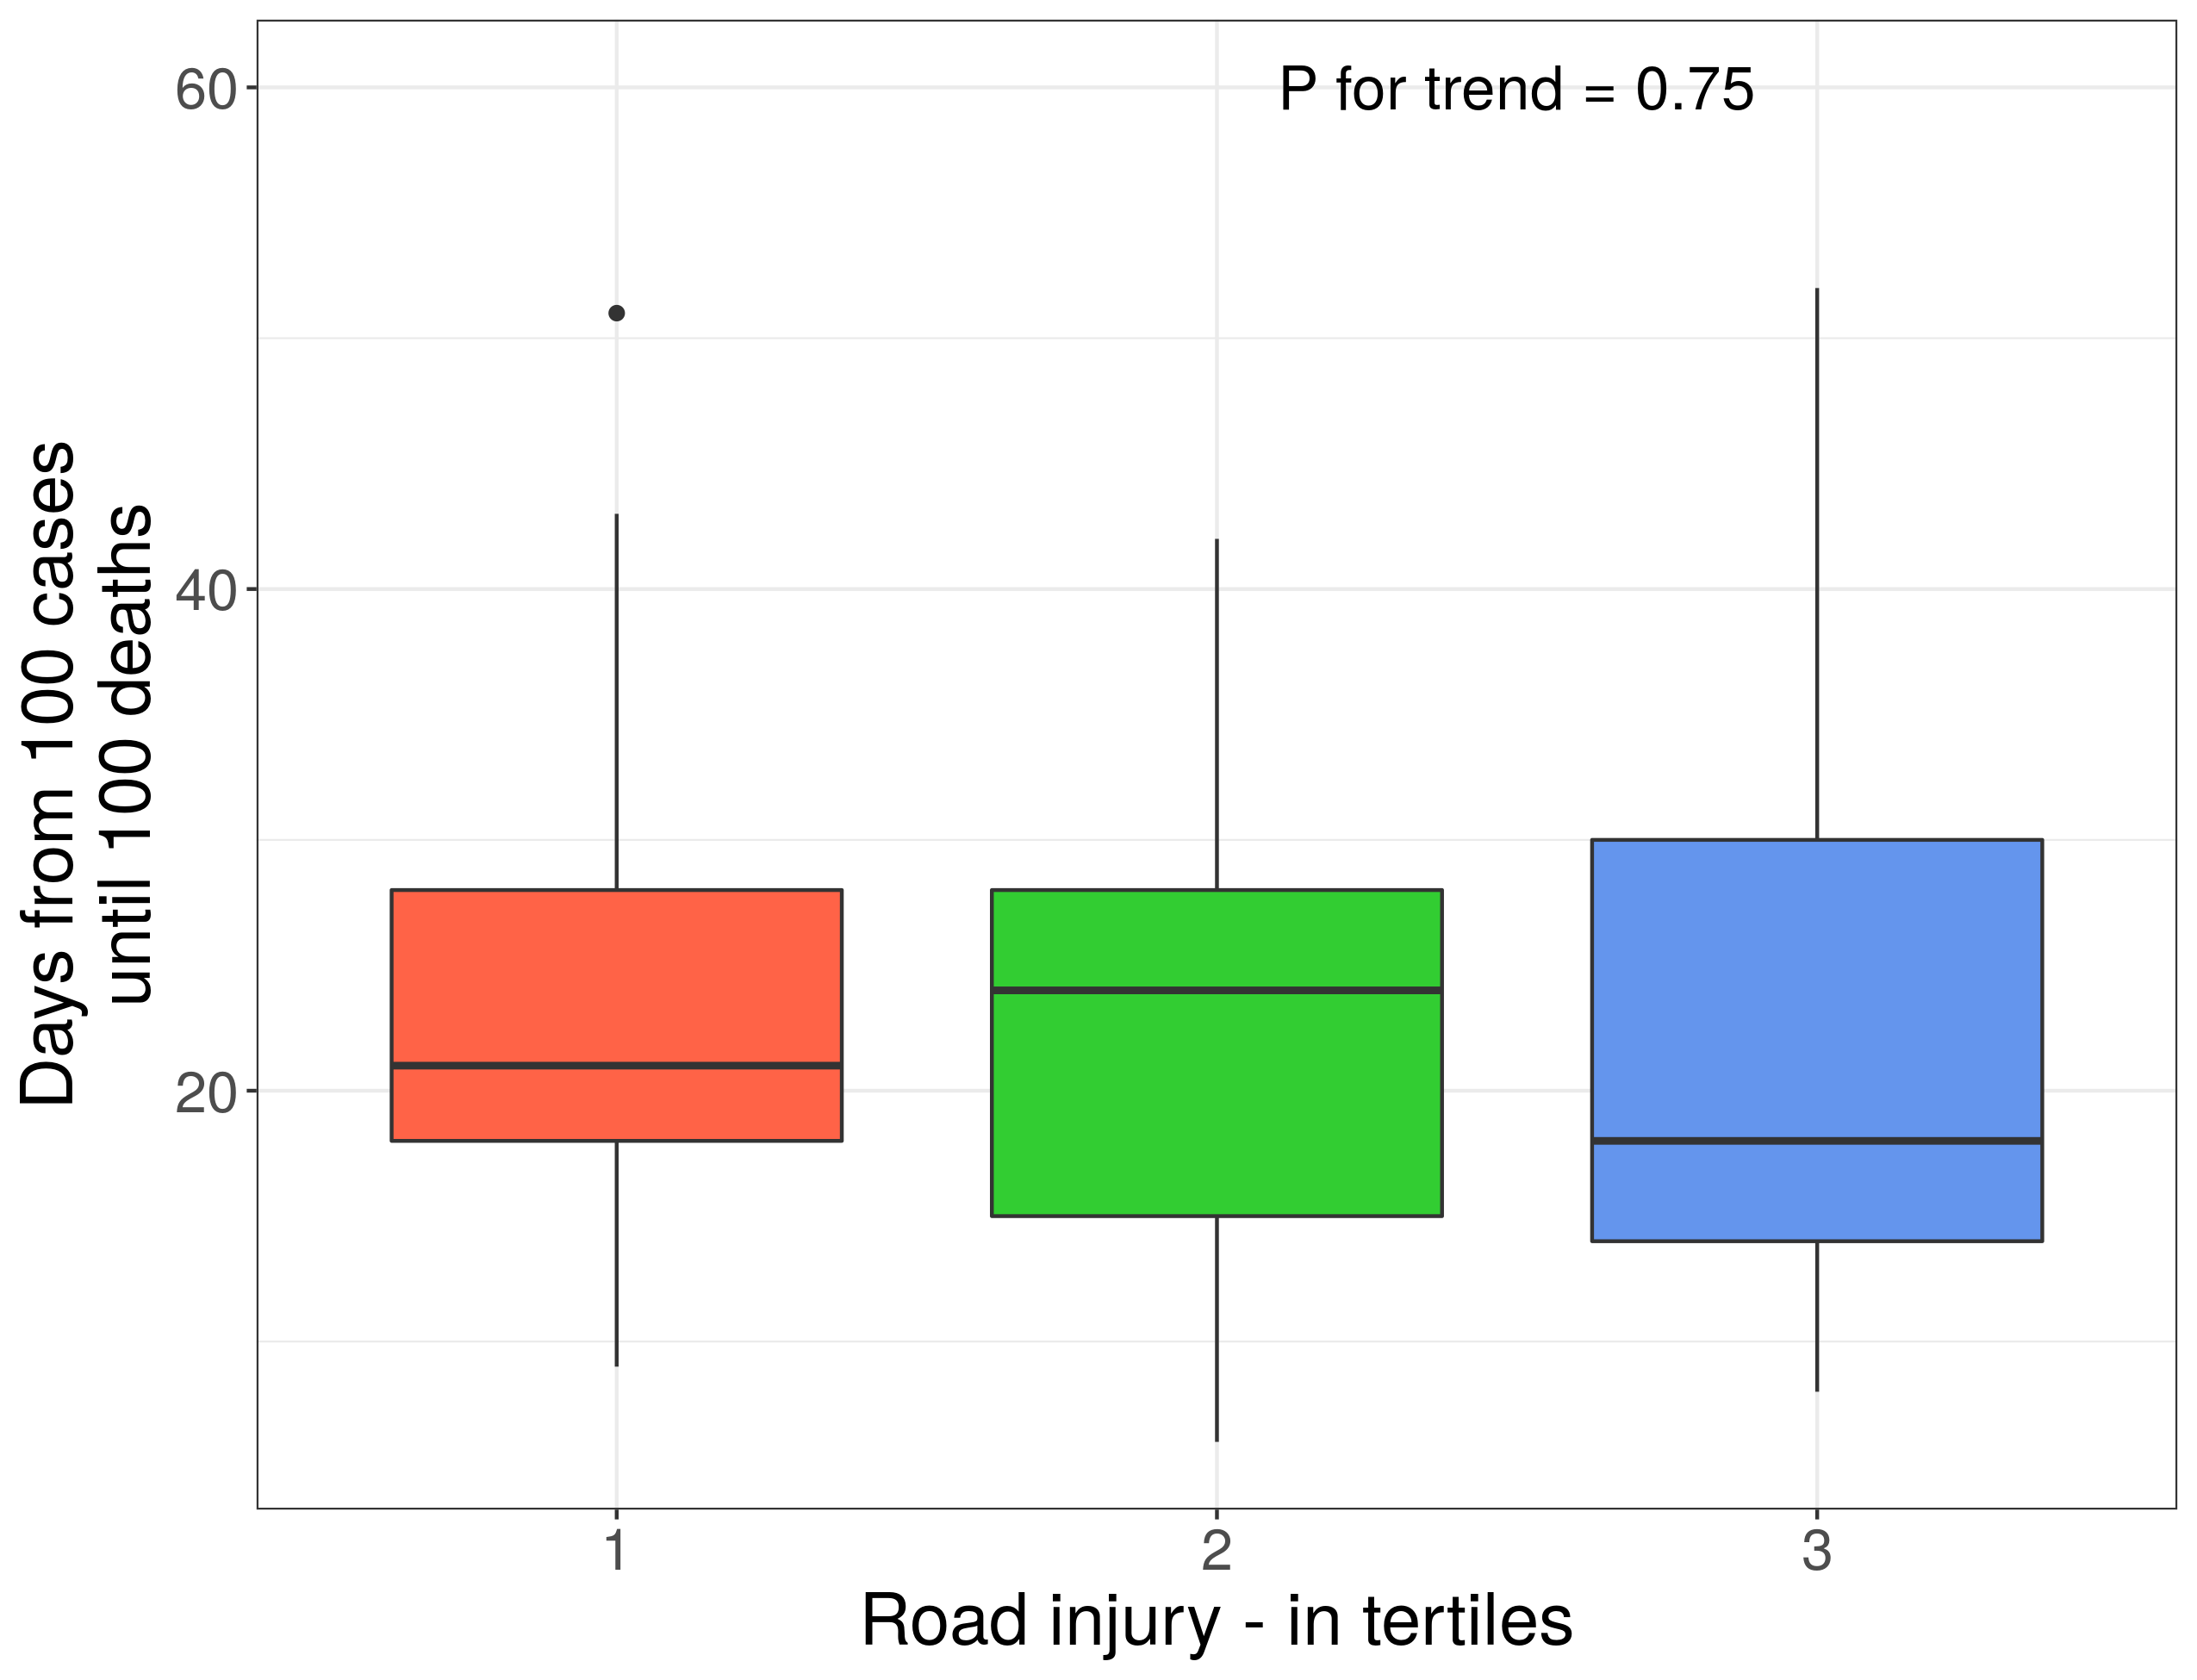 P for trend = 0.75
60
40
20
Days from 100 cases
until 100 deaths
1
2
3
Road injury - in tertiles